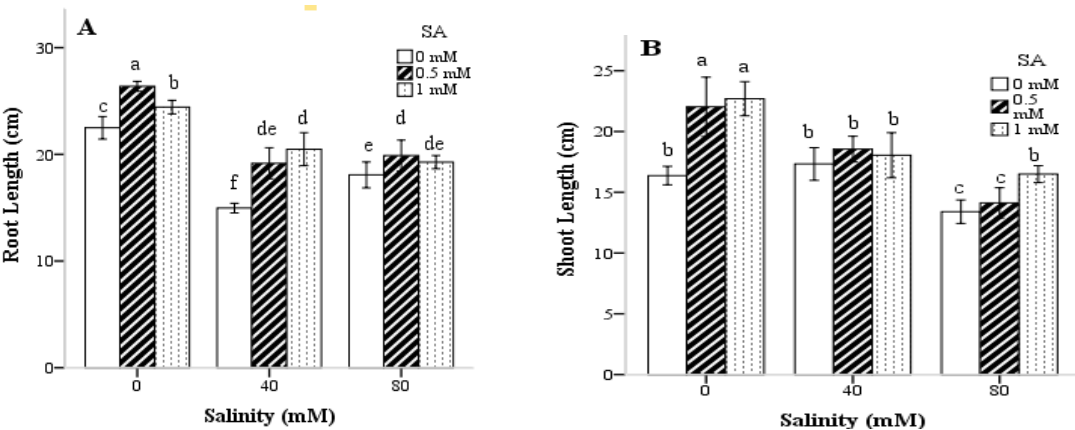 A
SA
0 mM
0.5 mM
1 mM
30
20
10
0
Root Length (cm)
c
a
b
f
de
d
e
d
de
0
40
80
Salinity (mM)
B
SA
0 mM
0.5
mM
1 mM
25
20
15
10
5
0
Shoot Length (cm)
b
a
a
b
b
b
c
c
b
0
40
80
Salinity (mM)